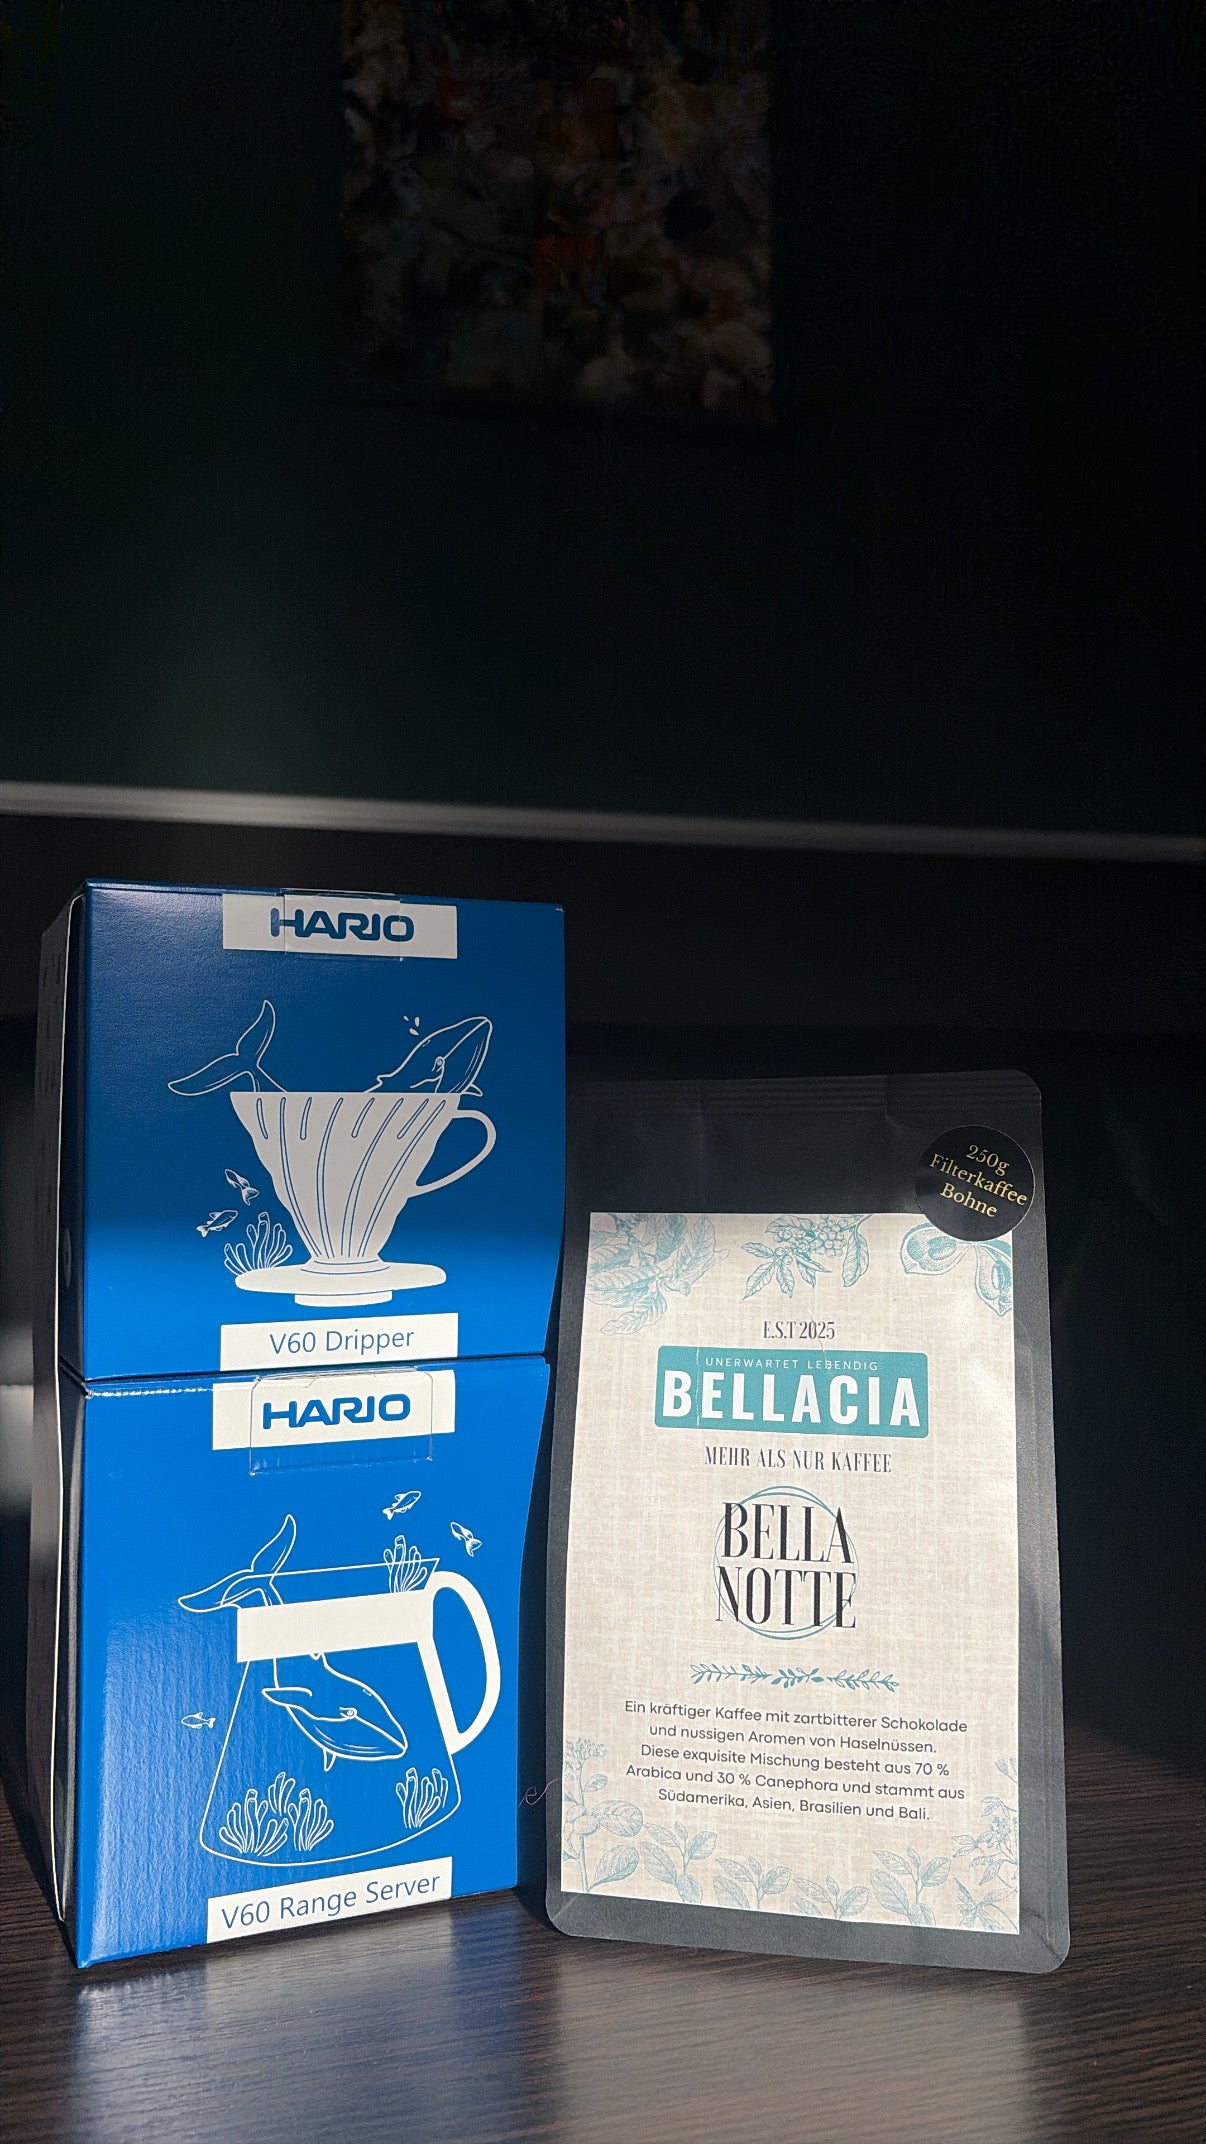 HARIO
V60 Dripper
HARIO
V60 Range Server
250g
Filterkaffee
Bohne
E.S.T 2025
UNERWARTET LEBENDIG
BELLACIA
MEHR ALS NUR KAFFEE
BELLA
NOTTE
Ein kräftiger Kaffee mit zartbitterer Schokolade
und nussigen Aromen von Haselnüssen.
Diese exquisite Mischung besteht aus 70 %
Arabica und 30 % Canephora und stammt aus
Südamerika, Asien, Brasilien und Bali.